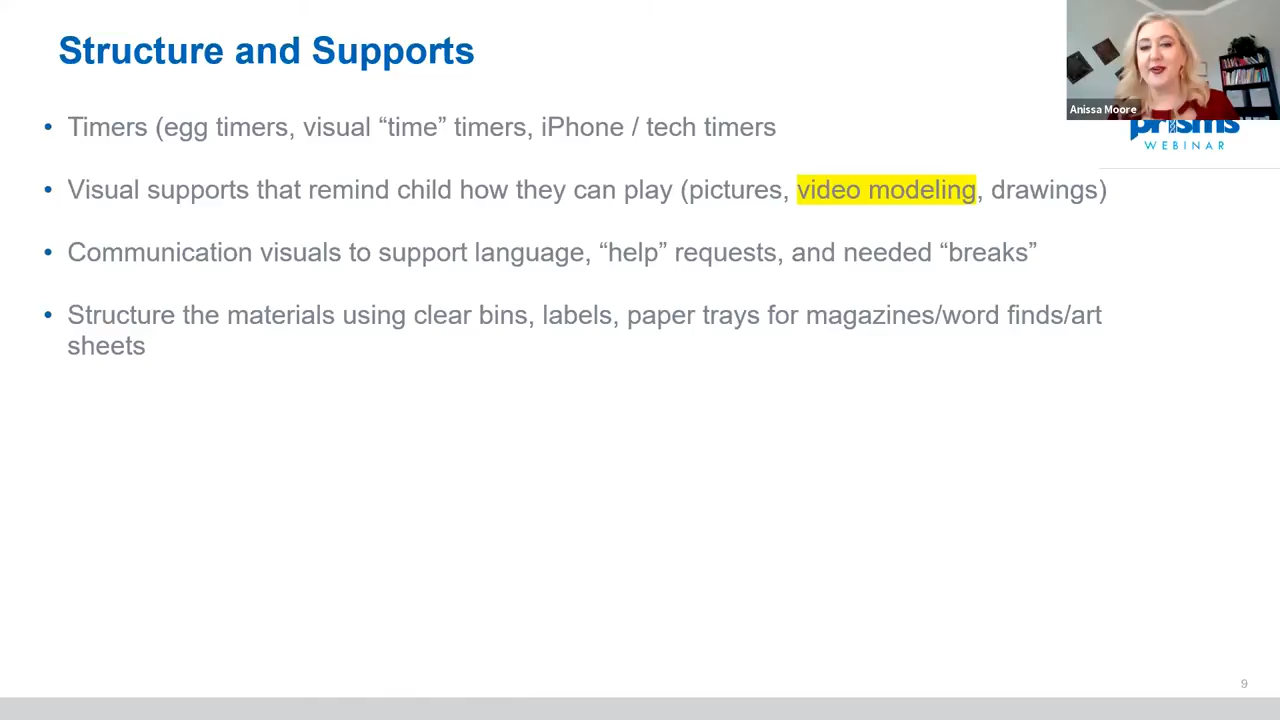 Structure and Supports
Anissa Moore
prisms
WEBINAR
• Timers (egg timers, visual “time” timers, iPhone / tech timers
• Visual supports that remind child how they can play (pictures, video modeling, drawings)
• Communication visuals to support language, “help” requests, and needed “breaks”
• Structure the materials using clear bins, labels, paper trays for magazines/word finds/art
sheets
9